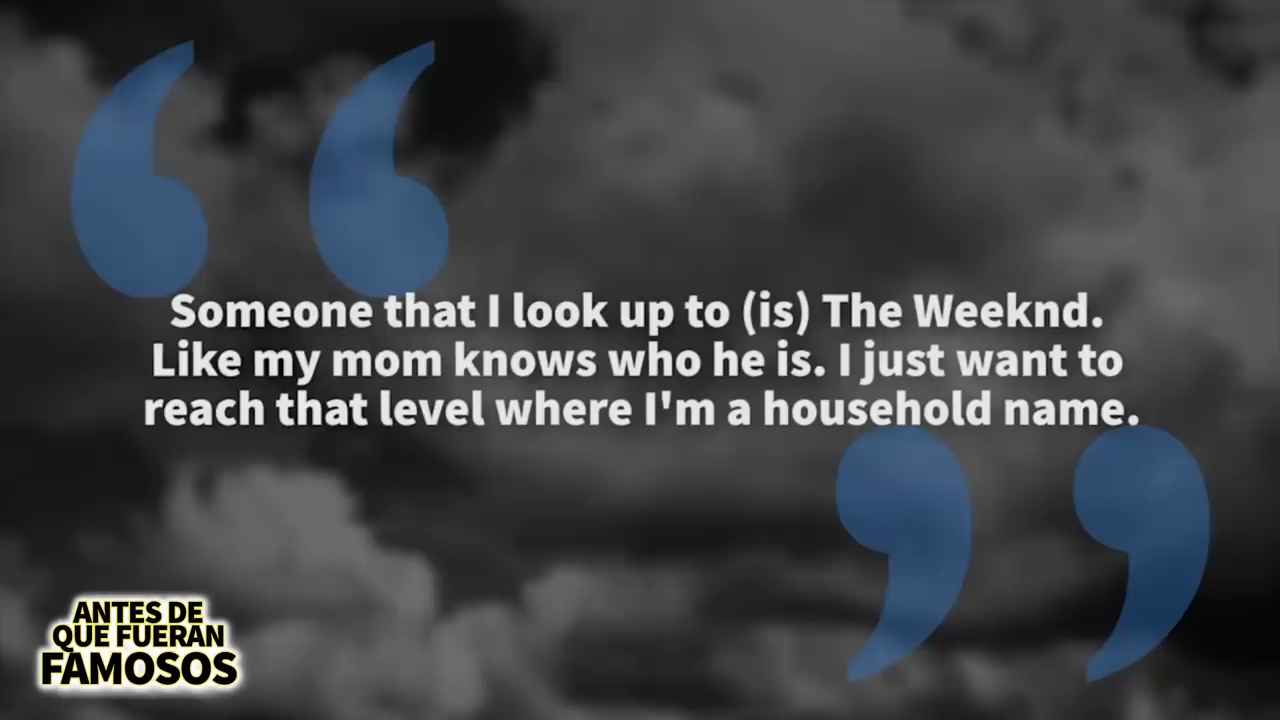 Someone that I look up to (is) The Weeknd.
Like my mom knows who he is. I just want to
reach that level where I'm a household name.
ANTES DE
QUE FUERAN
FAMOSOS